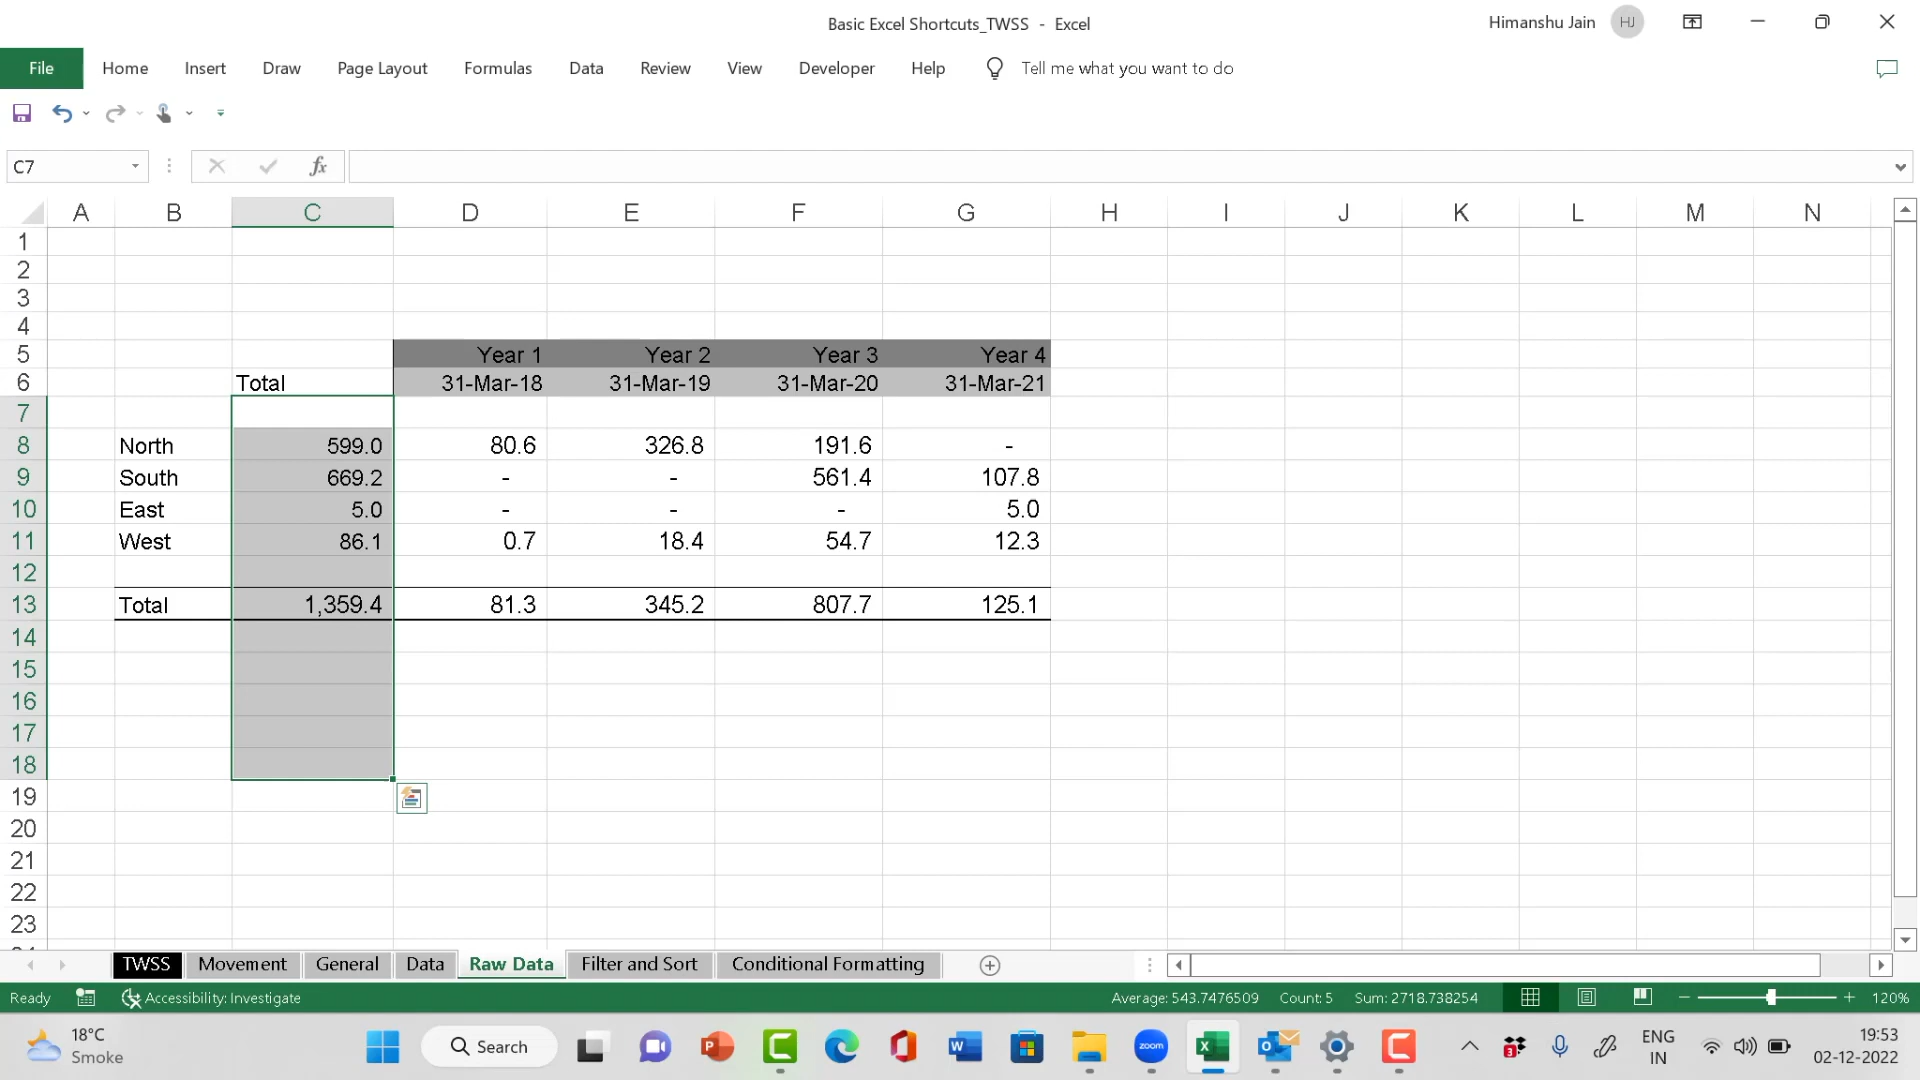 Basic Excel Shortcuts_TWSS - Excel
Himanshu Jain HJ
File Home Insert Draw Page Layout Formulas Data Review View Developer Help Tell me what you want to do
C7 fx
A B C D E F G H I J K L M N
1
2
3
4
5 Year 1 Year 2 Year 3 Year 4
6 Total 31-Mar-18 31-Mar-19 31-Mar-20 31-Mar-21
7
8 North 599.0 80.6 326.8 191.6 -
9 South 669.2 - - 561.4 107.8
10 East 5.0 - - - 5.0
11 West 86.1 0.7 18.4 54.7 12.3
12
13 Total 1,359.4 81.3 345.2 807.7 125.1
14
15
16
17
18
19
20
21
22
23
TWSS Movement General Data Raw Data Filter and Sort Conditional Formatting
Ready Accessibility: Investigate Average: 543.7476509 Count: 5 Sum: 2718.738254 120%
18°C
Smoke
Search
zoom
3
ENG
IN
19:53
02-12-2022